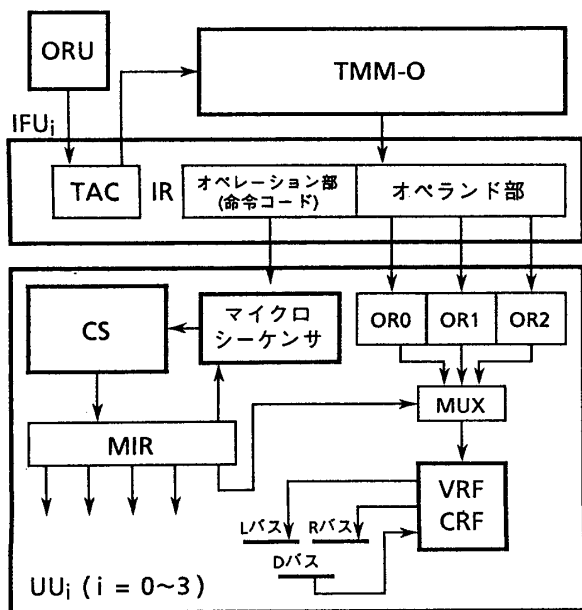 ORU
TMM-O
IFUi
TAC
IR
オペレーション部
(命令コード)
オペランド部
CS
マイクロ
シーケンサ
OR0
OR1
OR2
MUX
MIR
VRF
CRF
Lバス
Rバス
Dバス
UUi ( i = 0~3)